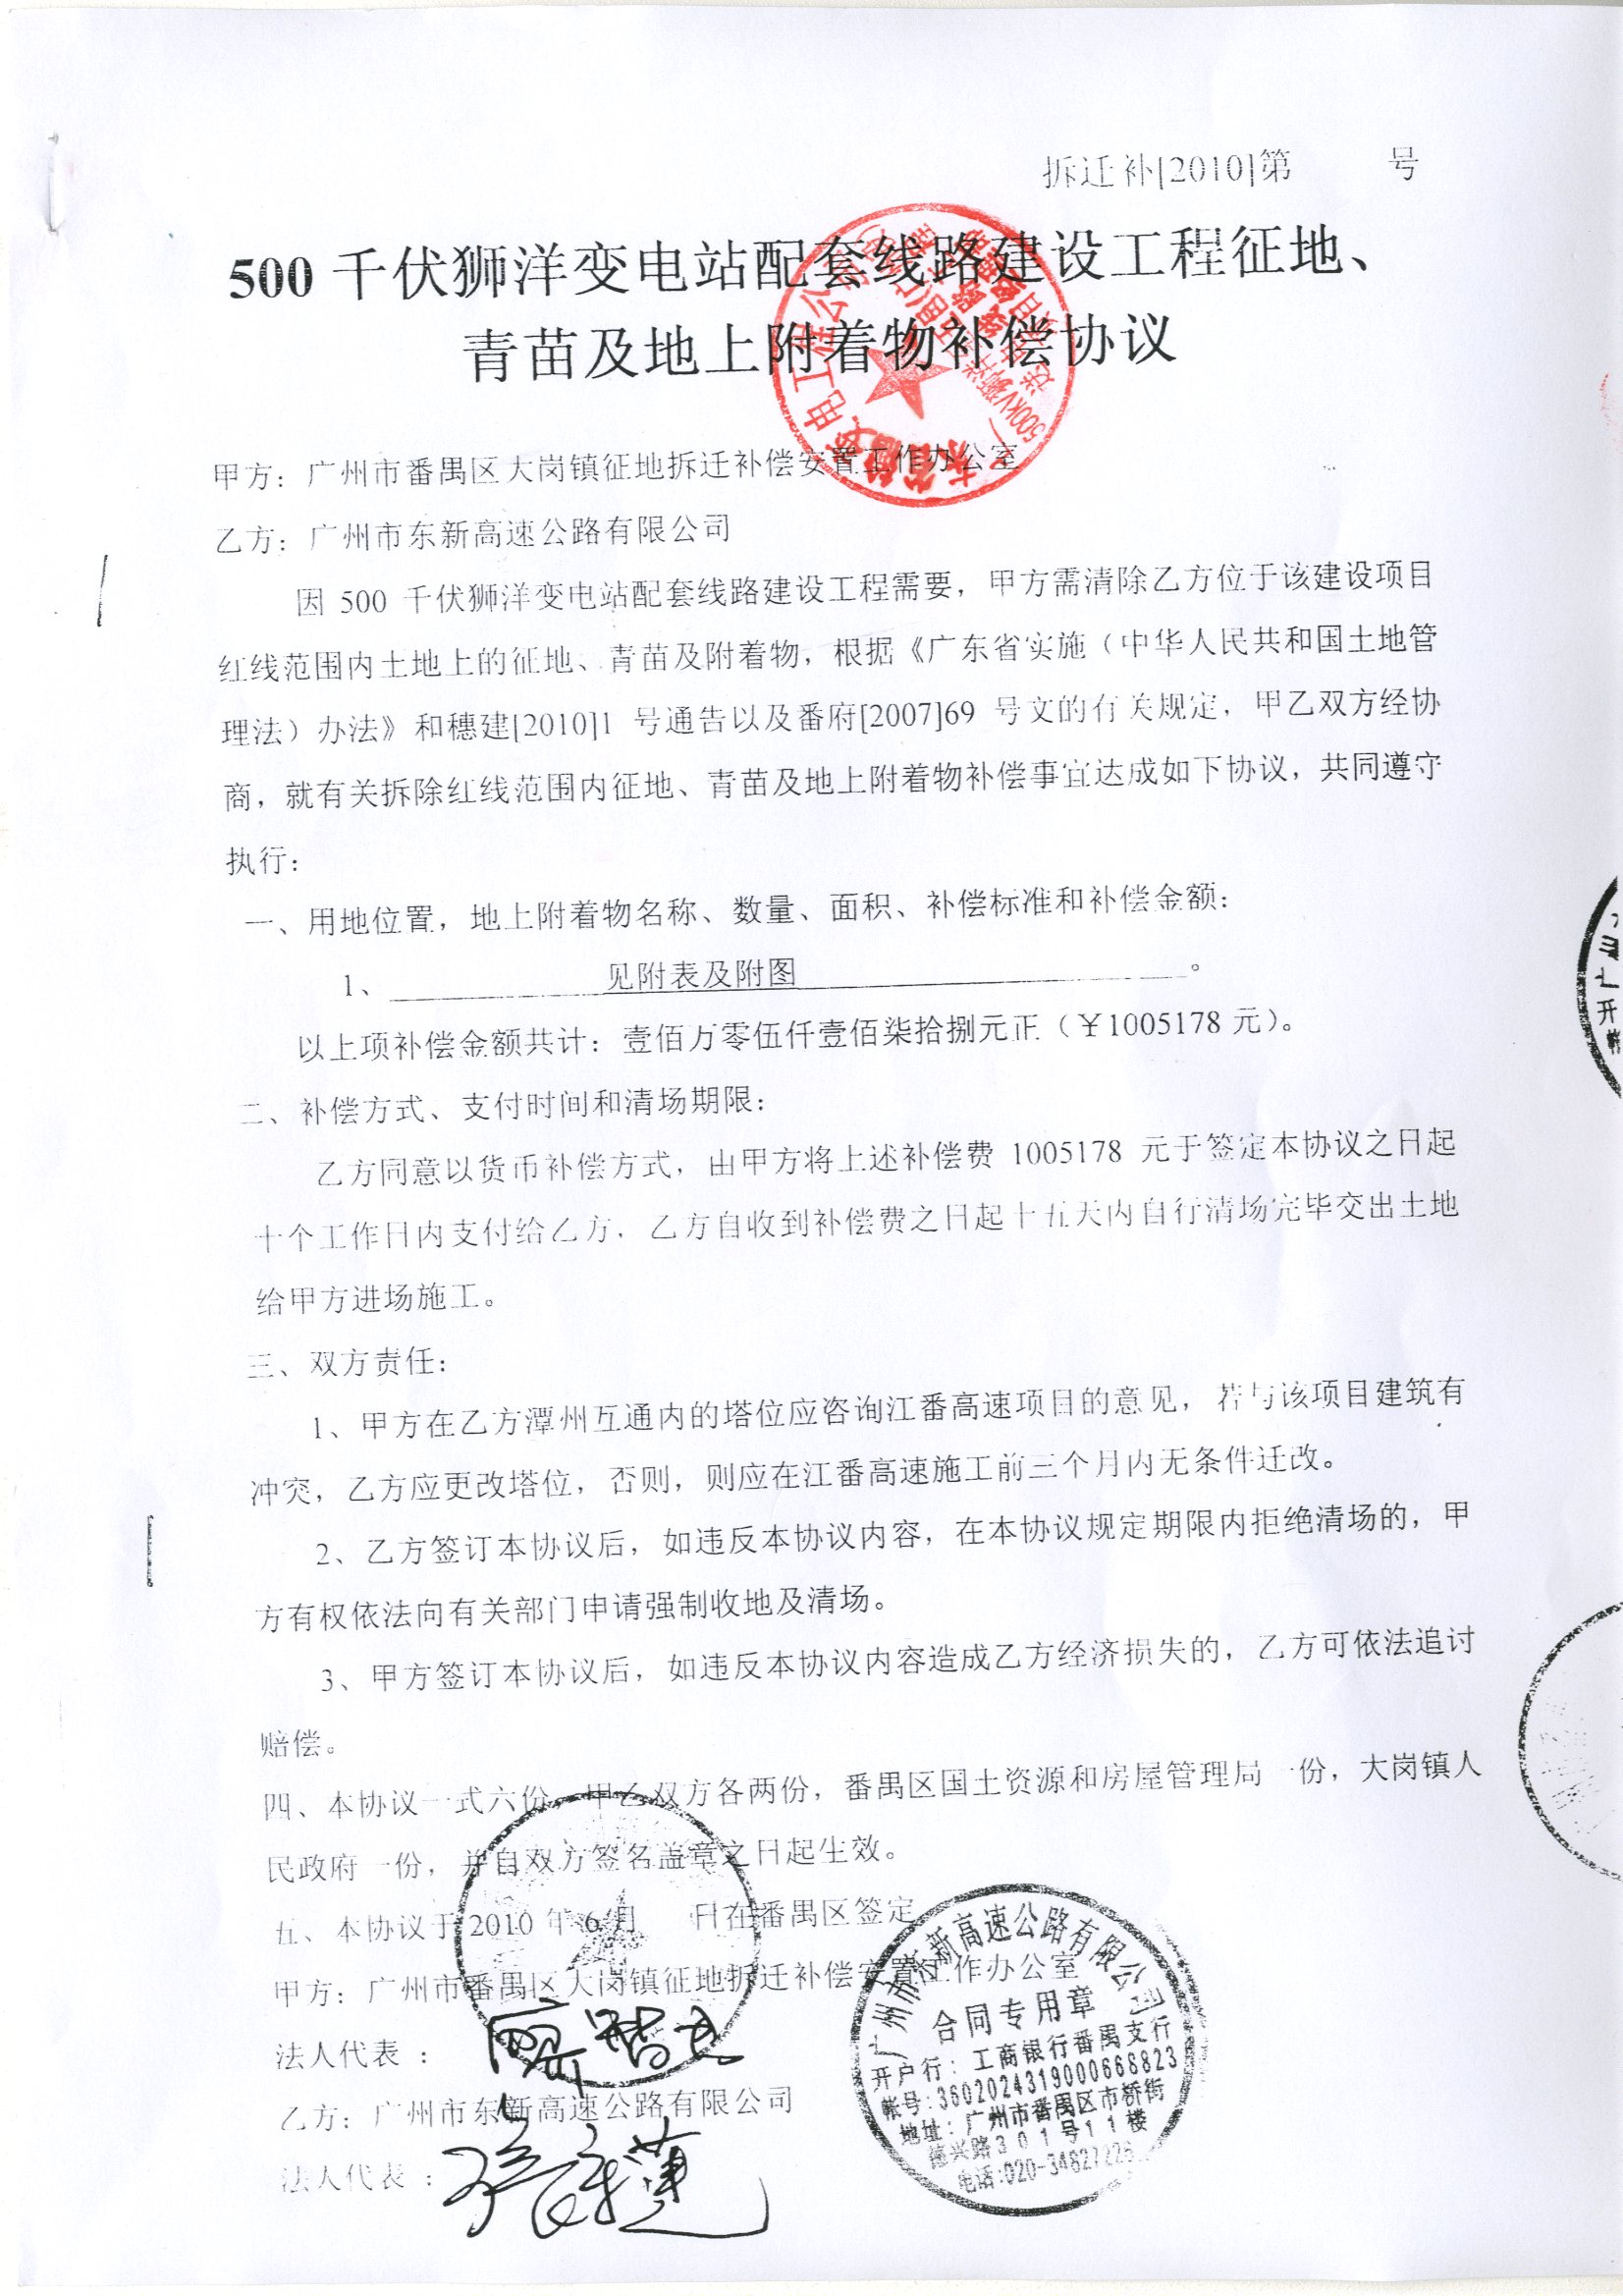 拆迁补[2010]第 号
500 千伏狮洋变电站配套线路建设工程征地、
青苗及地上附着物补偿协议
甲方：广州市番禺区大岗镇征地拆迁补偿安置工作办公室
乙方：广州市东新高速公路有限公司
因 500 千伏狮洋变电站配套线路建设工程需要，甲方需清除乙方位于该建设项目
红线范围内土地上的征地、青苗及附着物，根据《广东省实施（中华人民共和国土地管
理法）办法》和穗建[2010]1 号通告以及番府[2007]69 号文的有关规定，甲乙双方经协
商，就有关拆除红线范围内征地、青苗及地上附着物补偿事宜达成如下协议，共同遵守
执行：
一、用地位置，地上附着物名称、数量、面积、补偿标准和补偿金额：
1、 见附表及附图 。
以上项补偿金额共计：壹佰万零伍仟壹佰柒拾捌元正（￥1005178 元）。
二、补偿方式、支付时间和清场期限：
乙方同意以货币补偿方式，由甲方将上述补偿费 1005178 元于签定本协议之日起
十个工作日内支付给乙方，乙方自收到补偿费之日起十五天内自行清场完毕交出土地
给甲方进场施工。
三、双方责任：
1、甲方在乙方潭州互通内的塔位应咨询江番高速项目的意见，若与该项目建筑有
冲突，乙方应更改塔位，否则，则应在江番高速施工前三个月内无条件迁改。
2、乙方签订本协议后，如违反本协议内容，在本协议规定期限内拒绝清场的，甲
方有权依法向有关部门申请强制收地及清场。
3、甲方签订本协议后，如违反本协议内容造成乙方经济损失的，乙方可依法追讨
赔偿。
四、本协议一式六份，甲乙双方各两份，番禺区国土资源和房屋管理局一份，大岗镇人
民政府一份，并自双方签名盖章之日起生效。
五、本协议于 2010 年 6 月 日在番禺区签定
甲方：广州市番禺区大岗镇征地拆迁补偿安置工作办公室
法人代表：
乙方：广州市东新高速公路有限公司
法人代表：
广州市东新高速公路有限公司
合同专用章
开户行：工商银行番禺支行
帐号:3602024319000668823
地址：广州市番禺区市桥街
德兴路301号11楼
电话:020-34827226